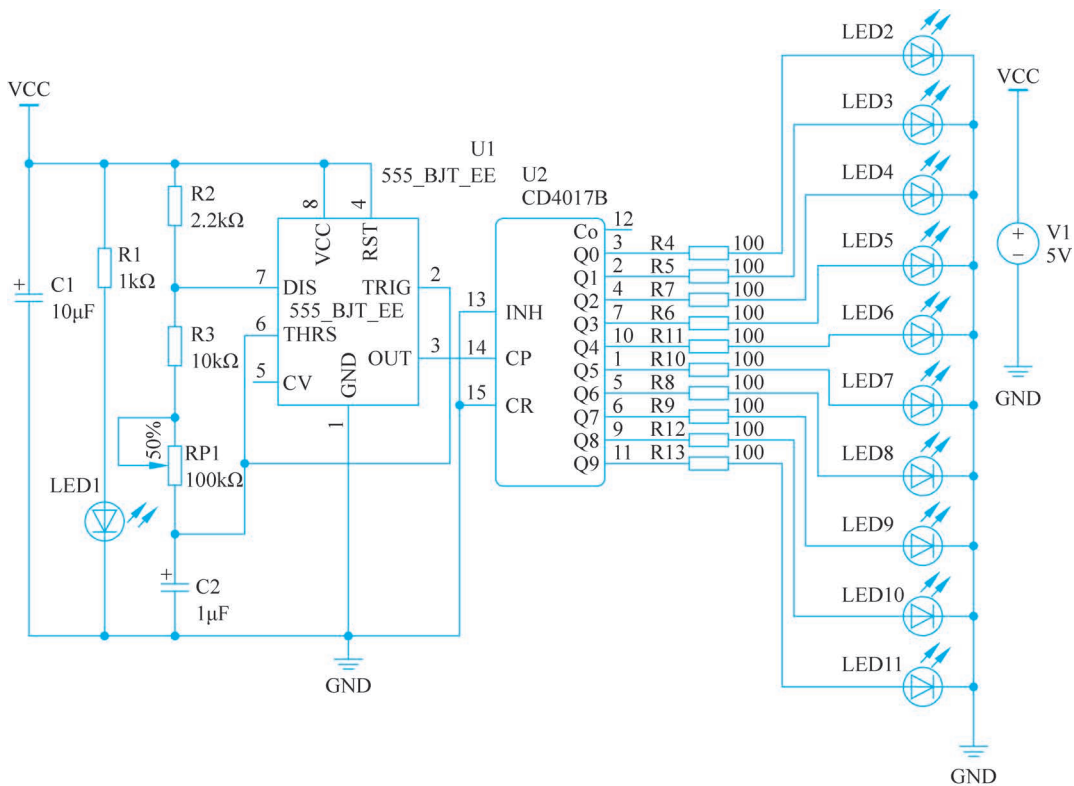 VCC
R2
2.2kΩ
R1
1kΩ
+
C1
10μF
R3
10kΩ
50%
RP1
100kΩ
LED1
+
C2
1μF
U1
555_BJT_EE
8
4
VCC
RST
7
DIS
TRIG
2
555_BJT_EE
6
THRS
OUT
3
5
CV
GND
1
GND
U2
CD4017B
Co
12
13
INH
14
CP
15
CR
Q0
3
R4
100
Q1
2
R5
100
Q2
4
R7
100
Q3
7
R6
100
Q4
10
R11
100
Q5
1
R10
100
Q6
5
R8
100
Q7
6
R9
100
Q8
9
R12
100
Q9
11
R13
100
LED2
LED3
LED4
LED5
LED6
LED7
LED8
LED9
LED10
LED11
GND
VCC
+
−
V1
5V
GND